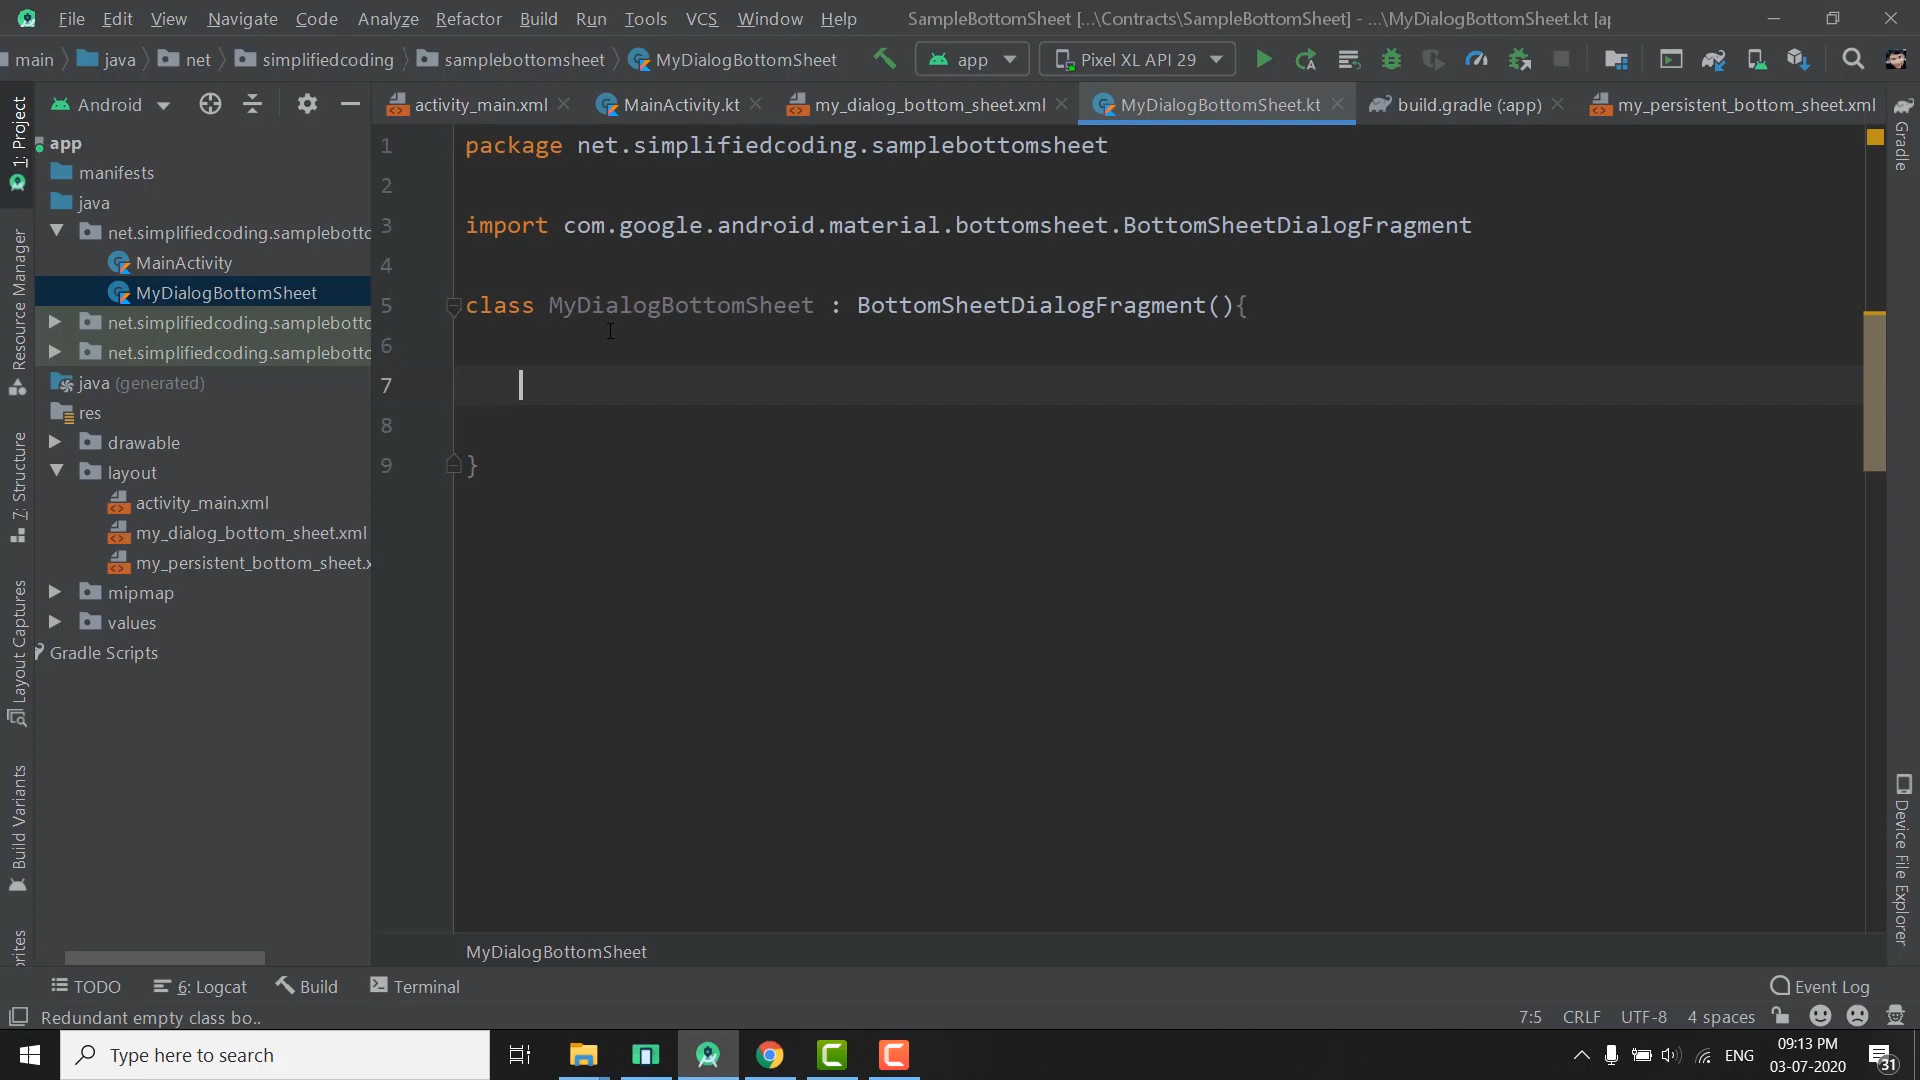 File Edit View Navigate Code Analyze Refactor Build Run Tools VCS Window Help SampleBottomSheet [...\Contracts\SampleBottomSheet] - ...\MyDialogBottomSheet.kt [ap
main java net simplifiedcoding samplebottomsheet MyDialogBottomSheet app Pixel XL API 29
Android activity_main.xml MainActivity.kt my_dialog_bottom_sheet.xml MyDialogBottomSheet.kt build.gradle (:app) my_persistent_bottom_sheet.xml
1: Project
Resource Manager
Z: Structure
Layout Captures
Build Variants
app
manifests
java
net.simplifiedcoding.samplebotto
MainActivity
MyDialogBottomSheet
net.simplifiedcoding.samplebotto
net.simplifiedcoding.samplebotto
java (generated)
res
drawable
layout
activity_main.xml
my_dialog_bottom_sheet.xml
my_persistent_bottom_sheet.x
mipmap
values
Gradle Scripts
1 package net.simplifiedcoding.samplebottomsheet
2
3 import com.google.android.material.bottomsheet.BottomSheetDialogFragment
4
5 class MyDialogBottomSheet : BottomSheetDialogFragment(){
6
7
8
9 }
Gradle
Device File Explorer
MyDialogBottomSheet
TODO 6: Logcat Build Terminal Event Log
Redundant empty class bo.. 7:5 CRLF UTF-8 4 spaces
Type here to search ENG 09:13 PM
03-07-2020 31